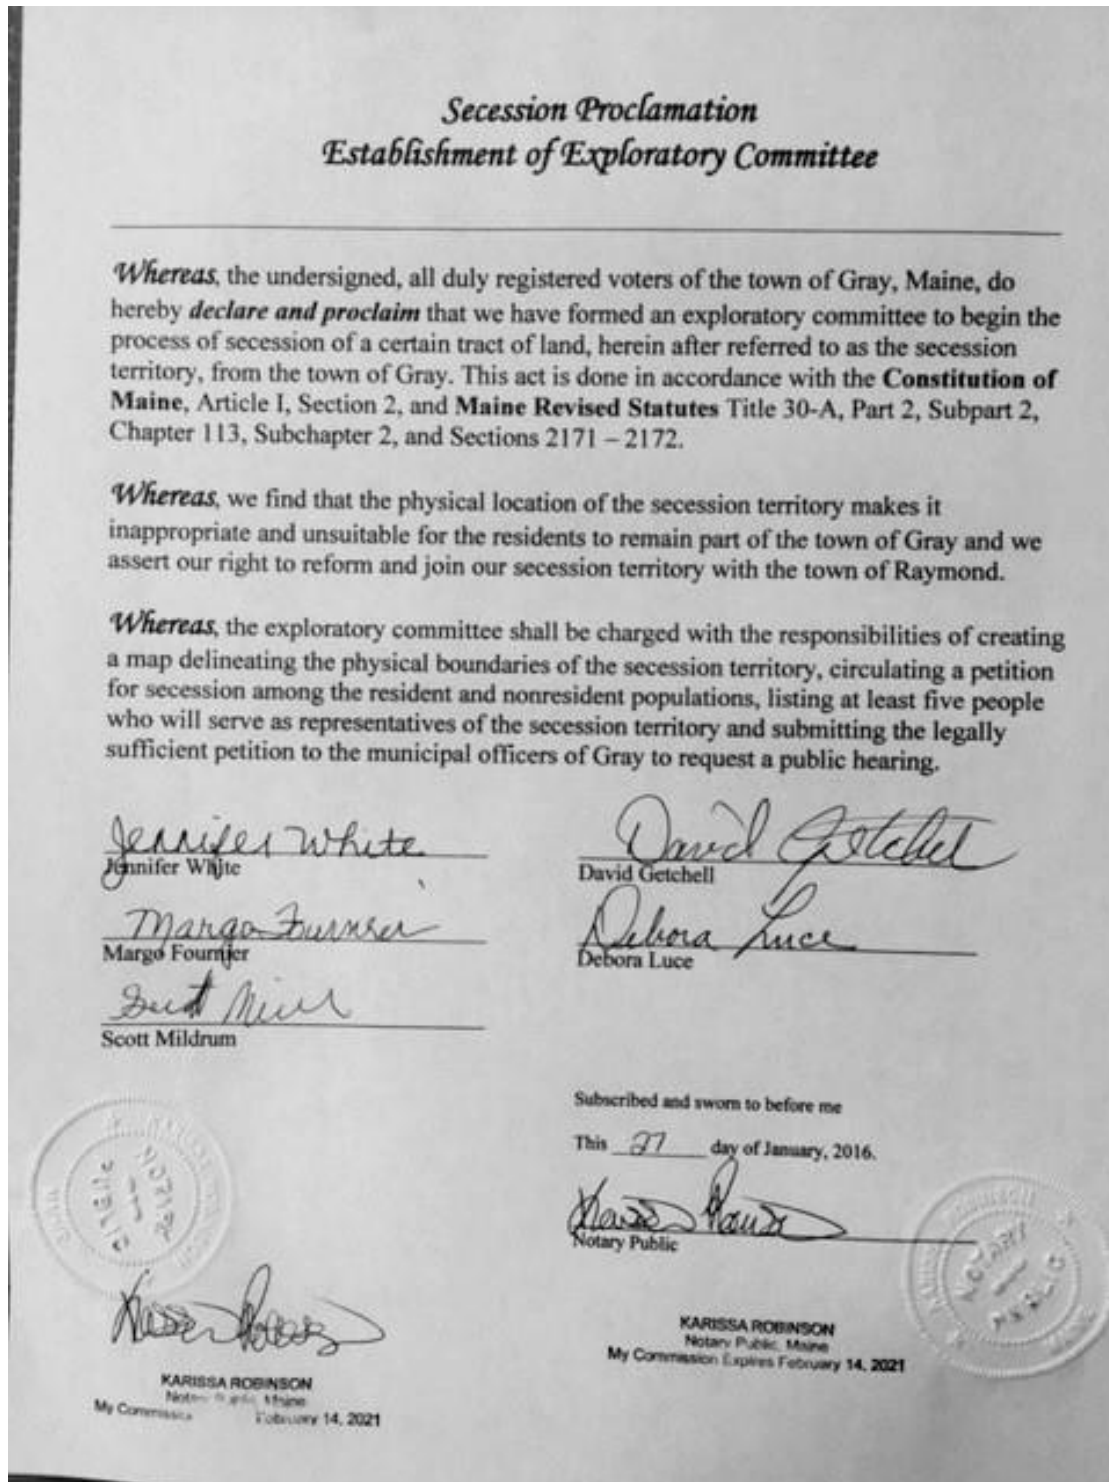 Secession Proclamation
Establishment of Exploratory Committee
Whereas, the undersigned, all duly registered voters of the town of Gray, Maine, do
hereby declare and proclaim that we have formed an exploratory committee to begin the
process of secession of a certain tract of land, herein after referred to as the secession
territory, from the town of Gray. This act is done in accordance with the Constitution of
Maine, Article I, Section 2, and Maine Revised Statutes Title 30-A, Part 2, Subpart 2,
Chapter 113, Subchapter 2, and Sections 2171 – 2172.
Whereas, we find that the physical location of the secession territory makes it
inappropriate and unsuitable for the residents to remain part of the town of Gray and we
assert our right to reform and join our secession territory with the town of Raymond.
Whereas, the exploratory committee shall be charged with the responsibilities of creating
a map delineating the physical boundaries of the secession territory, circulating a petition
for secession among the resident and nonresident populations, listing at least five people
who will serve as representatives of the secession territory and submitting the legally
sufficient petition to the municipal officers of Gray to request a public hearing.
Jennifer White
Jennifer White
David Getchell
David Getchell
Margo Fournier
Margo Fournier
Debora Luce
Debora Luce
Scott Mildrum
Subscribed and sworn to before me
This 27 day of January, 2016.
Notary Public
NOTARY PUBLIC
NOTARY PUBLIC
KARISSA ROBINSON
Notary Public, Maine
My Commission Expires February 14, 2021
KARISSA ROBINSON
Notary Public, Maine
My Commission February 14, 2021